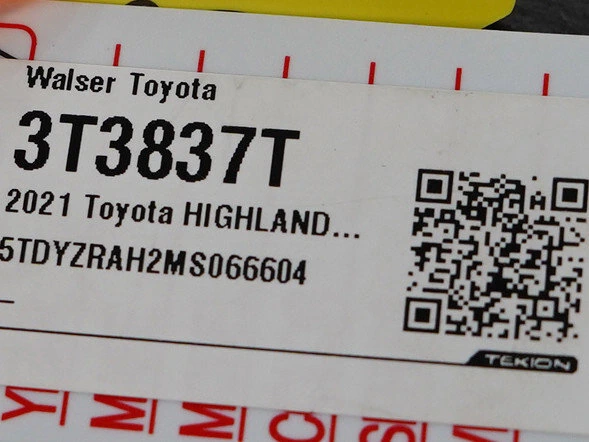 Walser Toyota
3T3837T
2021 Toyota HIGHLAND...
5TDYZRAH2MS066604
TEKION